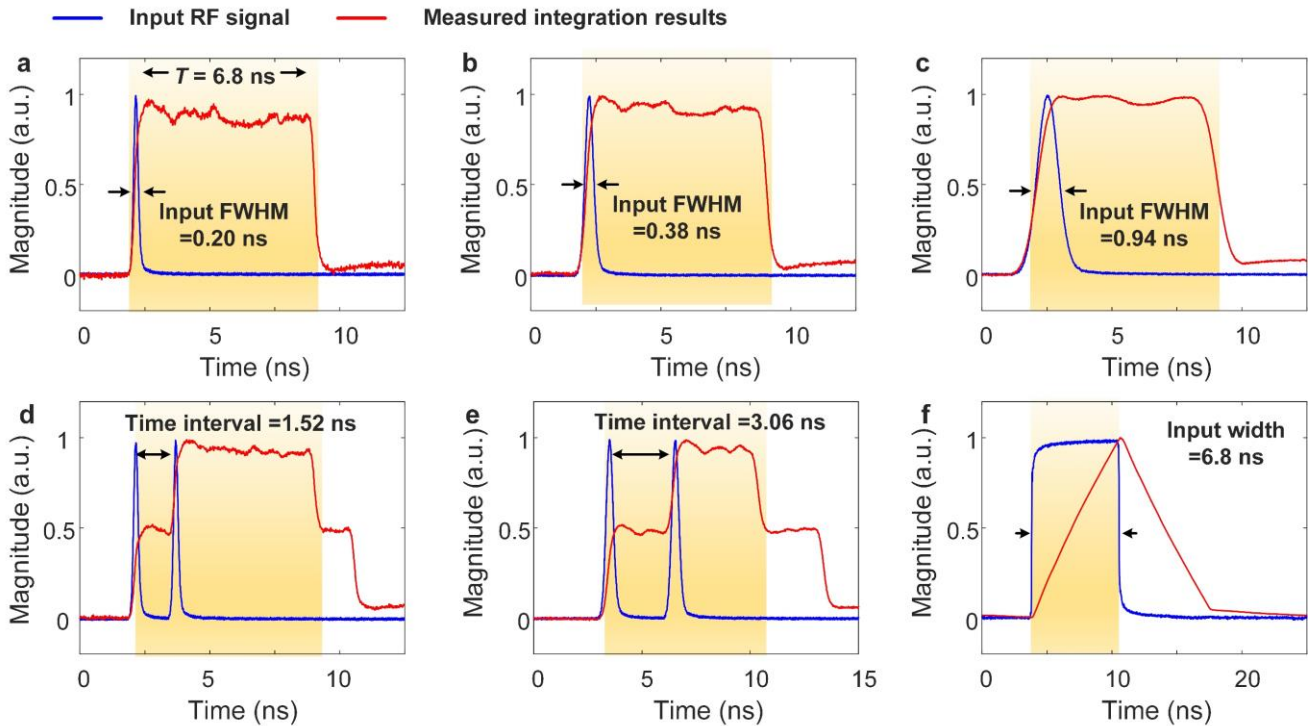 Input RF signal Measured integration results
a
T = 6.8 ns
Magnitude (a.u.)
1
0.5
0
Input FWHM
=0.20 ns
0 5 10
Time (ns)
b
Magnitude (a.u.)
1
0.5
0
Input FWHM
=0.38 ns
0 5 10
Time (ns)
c
Magnitude (a.u.)
1
0.5
0
Input FWHM
=0.94 ns
0 5 10
Time (ns)
d
Time interval =1.52 ns
Magnitude (a.u.)
1
0.5
0
0 5 10
Time (ns)
e
Time interval =3.06 ns
Magnitude (a.u.)
1
0.5
0
0 5 10 15
Time (ns)
f
Input width
=6.8 ns
Magnitude (a.u.)
1
0.5
0
0 10 20
Time (ns)